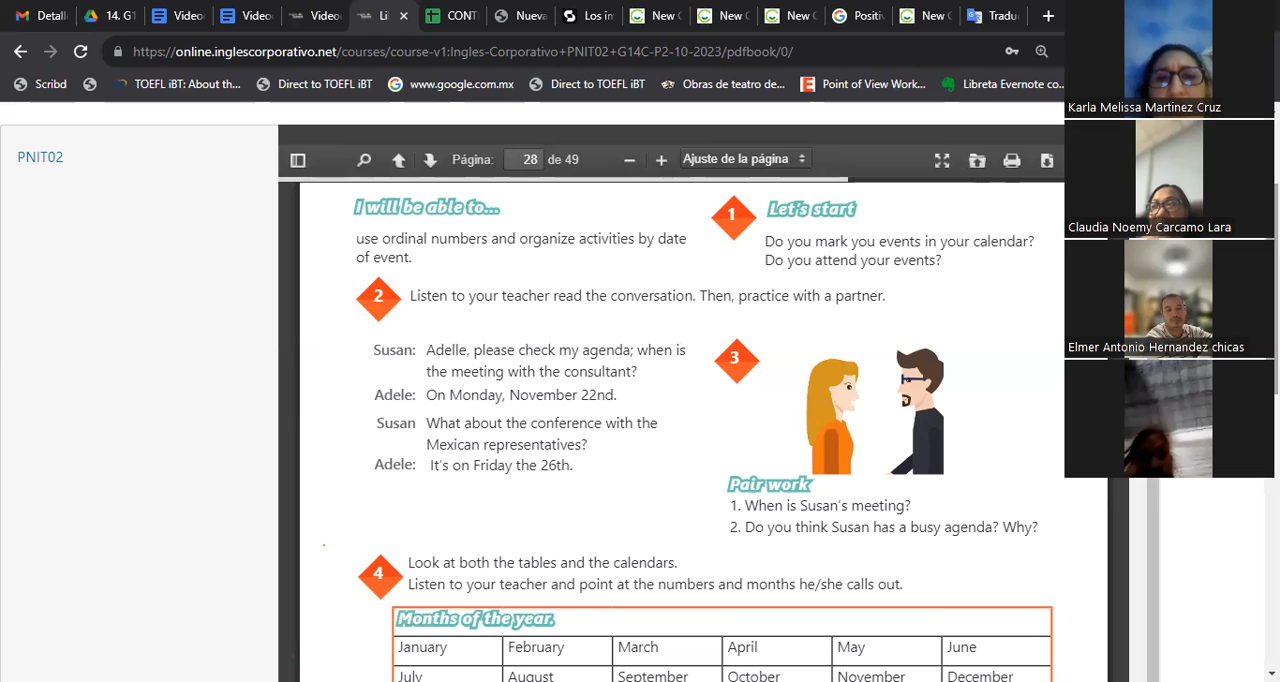 Detalle
14. G1
Video
Video
Video
Li
CONT
Nueva
Los im
New C
New C
New C
Positiv
New C
Tradu
https://online.inglescorporativo.net/courses/course-v1:Ingles-Corporativo+PNIT02+G14C-P2-10-2023/pdfbook/0/
Scribd
TOEFL iBT: About th...
Direct to TOEFL iBT
www.google.com.mx
Direct to TOEFL iBT
Obras de teatro de...
Point of View Work...
Libreta Evernote co...
PNIT02
Página: 28 de 49
Ajuste de la página
I will be able to...
use ordinal numbers and organize activities by date
of event.
1 Let's start
Do you mark you events in your calendar?
Do you attend your events?
2 Listen to your teacher read the conversation. Then, practice with a partner.
Susan: Adelle, please check my agenda; when is
the meeting with the consultant?
Adele: On Monday, November 22nd.
Susan What about the conference with the
Mexican representatives?
Adele: It's on Friday the 26th.
3
Pair work
1. When is Susan's meeting?
2. Do you think Susan has a busy agenda? Why?
4 Look at both the tables and the calendars.
Listen to your teacher and point at the numbers and months he/she calls out.
Months of the year.
January February March April May June
July August September October November December
Karla Melissa Martinez Cruz
Claudia Noemy Carcamo Lara
Elmer Antonio Hernandez chicas